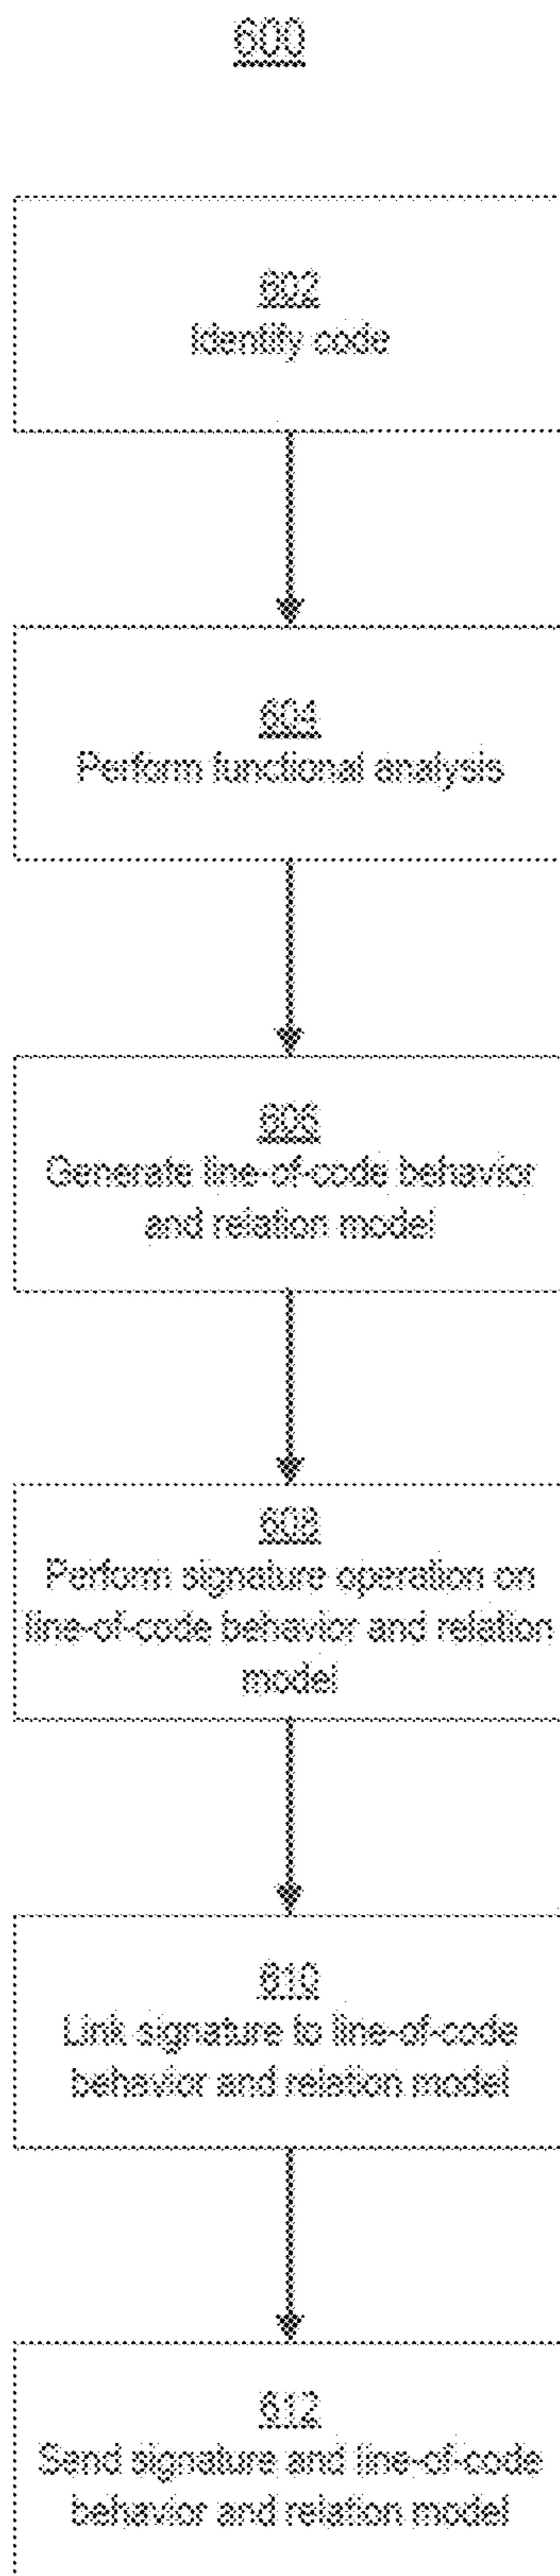 600
602
Identify code
604
Perform functional analysis
606
Generate line-of-code behavior
and relation model
608
Perform signature operation on
line-of-code behavior and relation
model
610
Link signature to line-of-code
behavior and relation model
612
Send signature and line-of-code
behavior and relation model